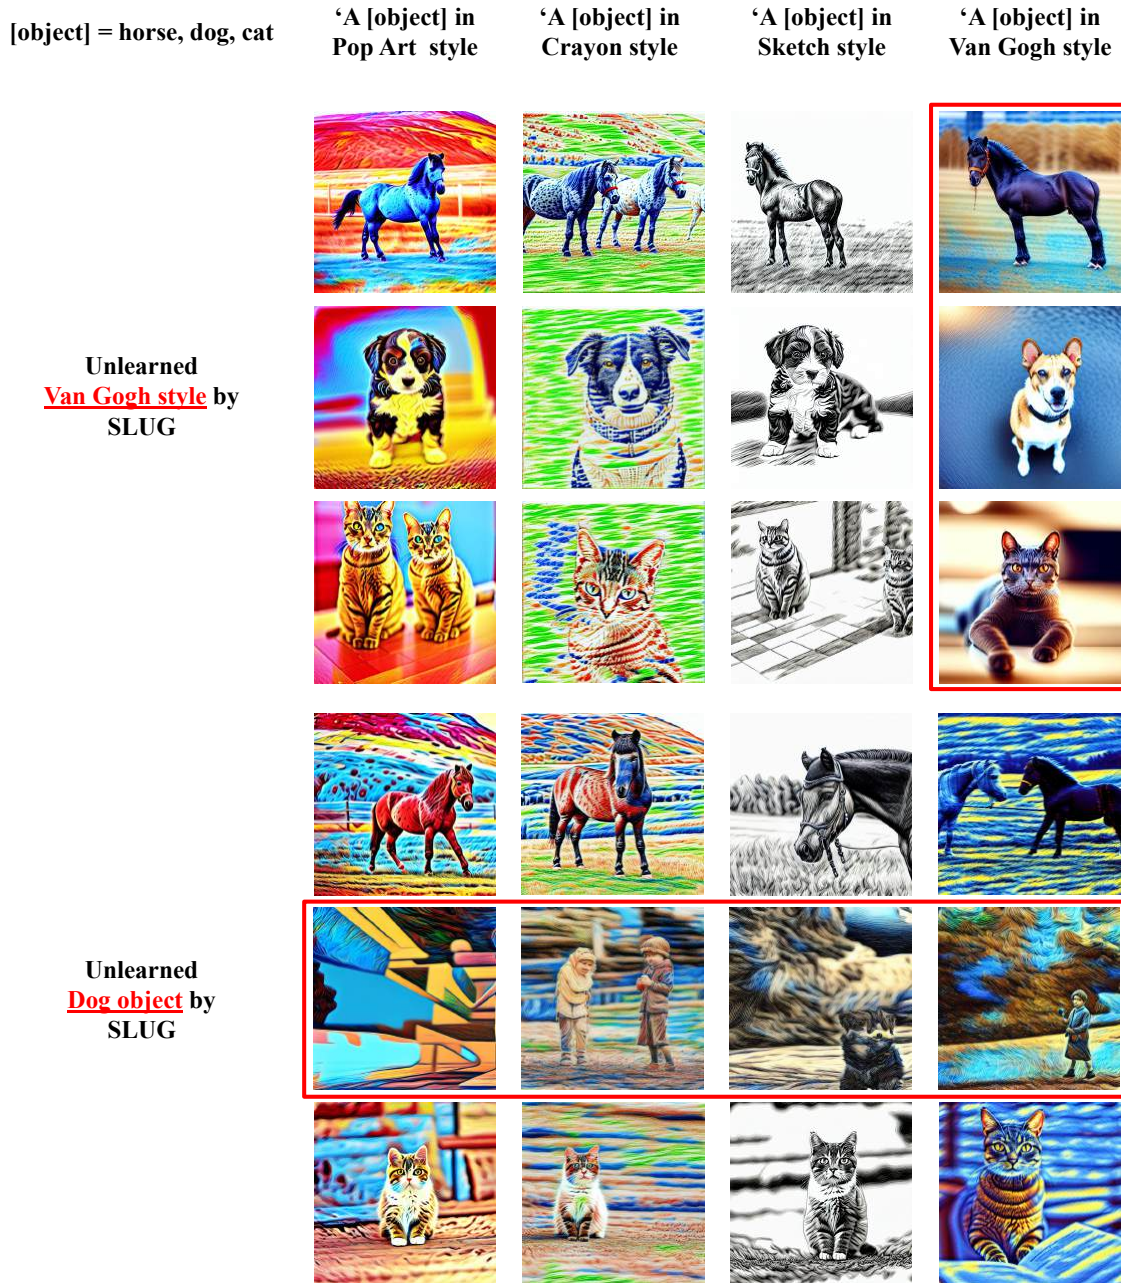 [object] = horse, dog, cat
‘A [object] in
Pop Art style
‘A [object] in
Crayon style
‘A [object] in
Sketch style
‘A [object] in
Van Gogh style
Unlearned
Van Gogh style by
SLUG
Unlearned
Dog object by
SLUG